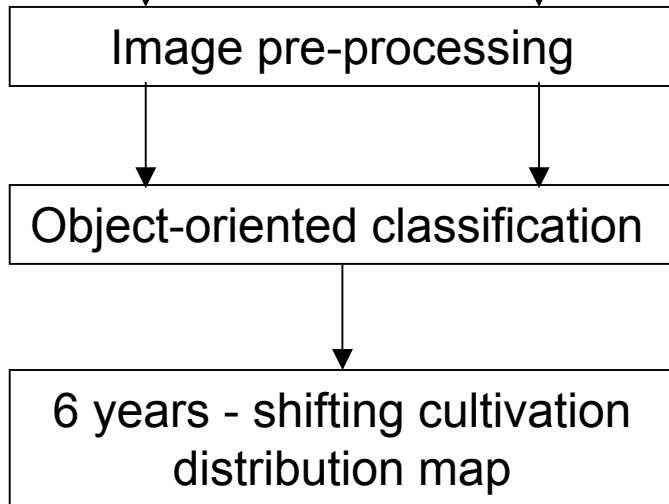 Image pre-processing
Object-oriented classification
6 years - shifting cultivation
distribution map